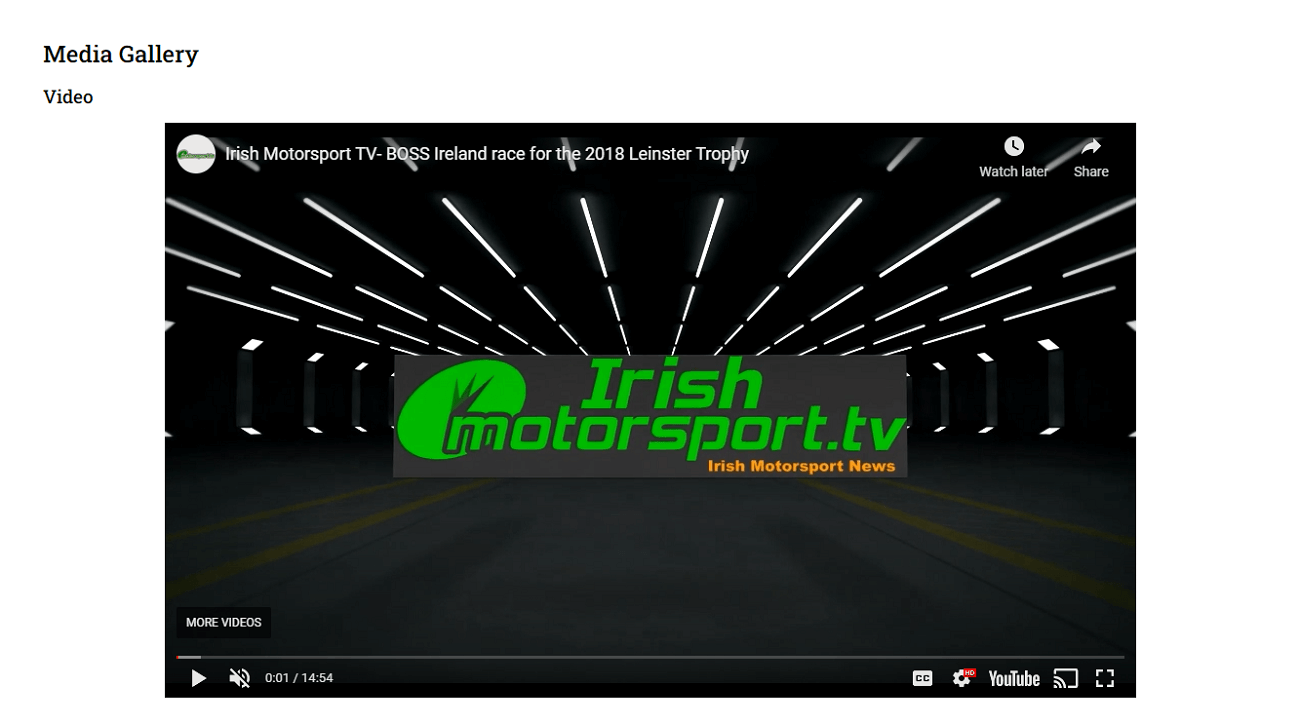 Media Gallery
Video
Irish Motorsport TV- BOSS Ireland race for the 2018 Leinster Trophy
Watch later
Share
Irish
motorsport.tv
Irish Motorsport News
MORE VIDEOS
0:01 / 14:54
CC
HD
YouTube